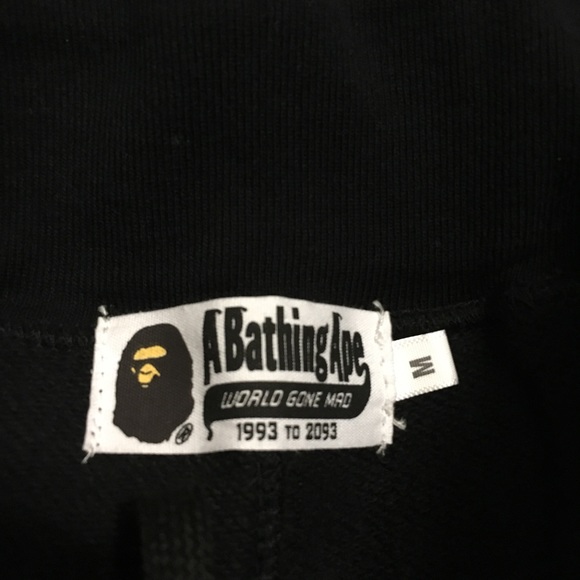 A Bathing Ape
WORLD GONE MAD
1993 TO 2093
M